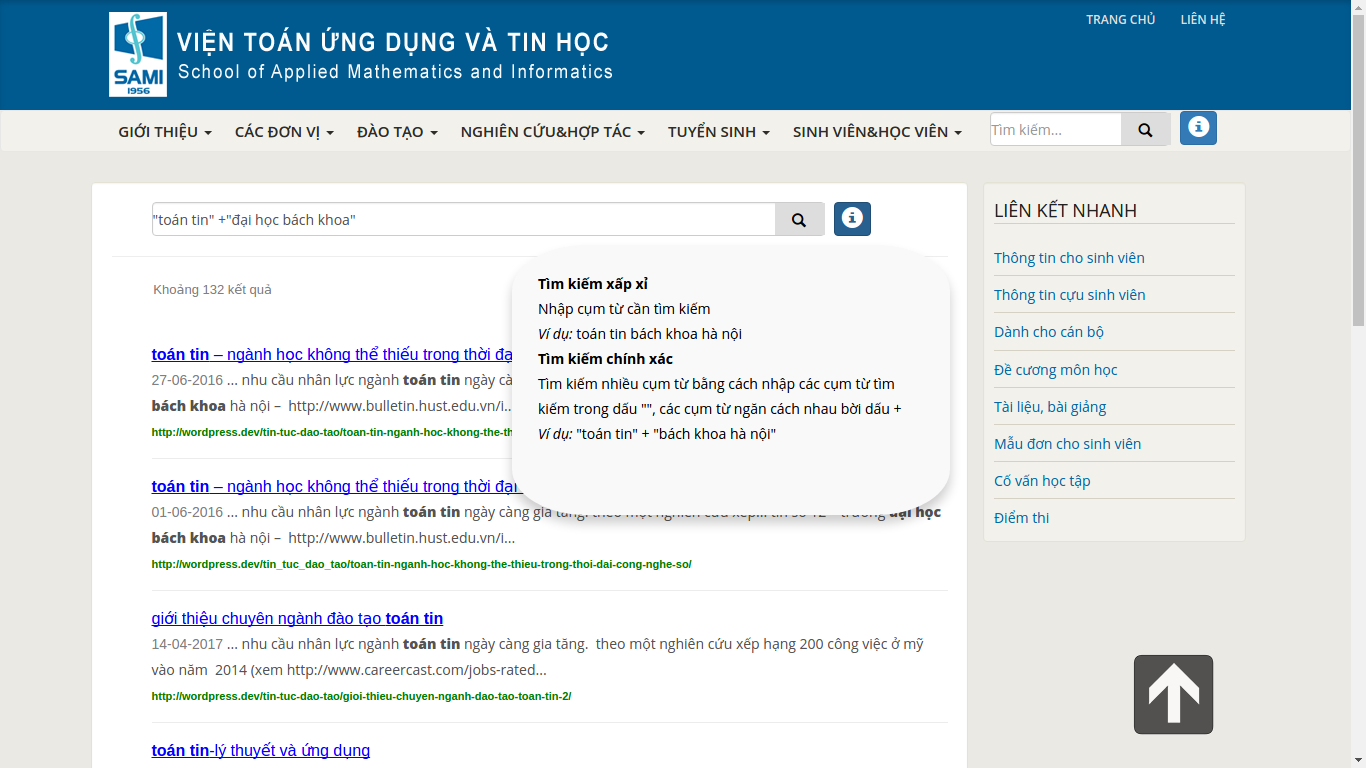 TRANG CHỦ LIÊN HỆ
VIỆN TOÁN ỨNG DỤNG VÀ TIN HỌC
School of Applied Mathematics and Informatics
SAMI
1956
GIỚI THIỆU CÁC ĐƠN VỊ ĐÀO TẠO NGHIÊN CỨU&HỢP TÁC TUYỂN SINH SINH VIÊN&HỌC VIÊN Tìm kiếm...
"toán tin" +"đại học bách khoa"
Khoảng 132 kết quả
toán tin – ngành học không thể thiếu trong thời đạ
27-06-2016 ... nhu cầu nhân lực ngành toán tin ngày cà
bách khoa hà nội – http://www.bulletin.hust.edu.vn/i...
http://wordpress.dev/tin-tuc-dao-tao/toan-tin-nganh-hoc-khong-the-th
toán tin – ngành học không thể thiếu trong thời đại
01-06-2016 ... nhu cầu nhân lực ngành toán tin ngày càng gia tăng. theo một nghiên cứu xếp... tin số 12 – trường đại học
bách khoa hà nội – http://www.bulletin.hust.edu.vn/i...
http://wordpress.dev/tin_tuc_dao_tao/toan-tin-nganh-hoc-khong-the-thieu-trong-thoi-dai-cong-nghe-so/
giới thiệu chuyên ngành đào tạo toán tin
14-04-2017 ... nhu cầu nhân lực ngành toán tin ngày càng gia tăng. theo một nghiên cứu xếp hạng 200 công việc ở mỹ
vào năm 2014 (xem http://www.careercast.com/jobs-rated...
http://wordpress.dev/tin-tuc-dao-tao/gioi-thieu-chuyen-nganh-dao-tao-toan-tin-2/
toán tin-lý thuyết và ứng dụng
Tìm kiếm xấp xỉ
Nhập cụm từ cần tìm kiếm
Ví dụ: toán tin bách khoa hà nội
Tìm kiếm chính xác
Tìm kiếm nhiều cụm từ bằng cách nhập các cụm từ tìm
kiếm trong dấu "", các cụm từ ngăn cách nhau bời dấu +
Ví dụ: "toán tin" + "bách khoa hà nội"
LIÊN KẾT NHANH
Thông tin cho sinh viên
Thông tin cựu sinh viên
Dành cho cán bộ
Đề cương môn học
Tài liệu, bài giảng
Mẫu đơn cho sinh viên
Cố vấn học tập
Điểm thi